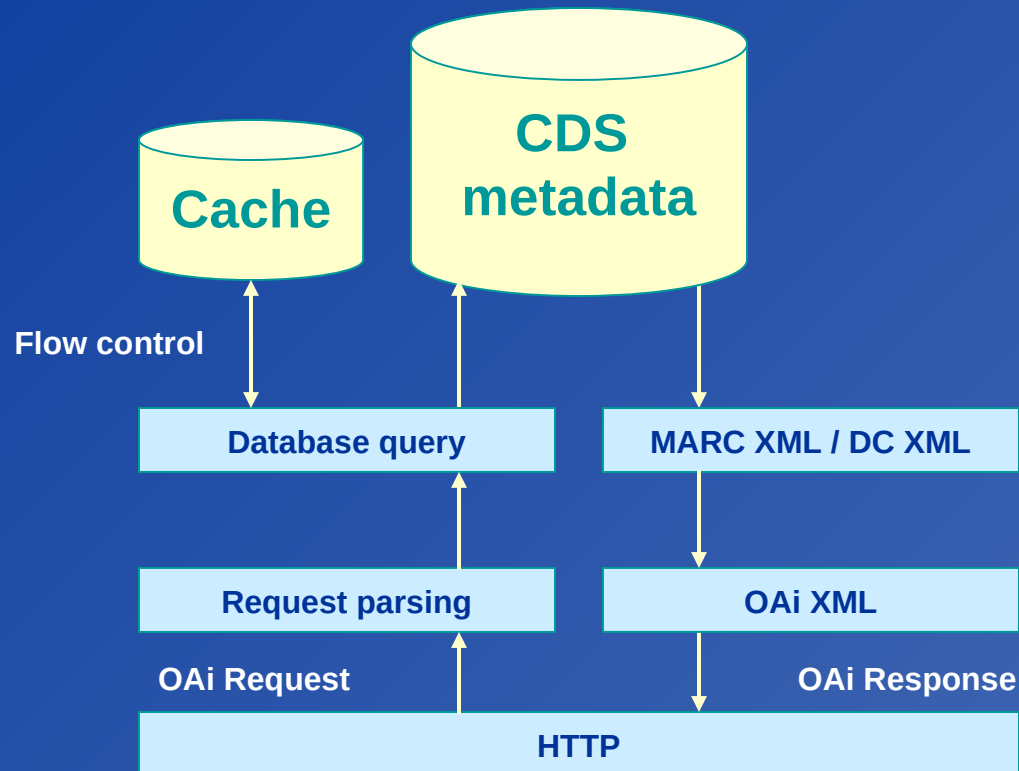 CDS
metadata
Cache
Flow control
Database query
MARC XML / DC XML
Request parsing
OAi XML
OAi Request
OAi Response
HTTP